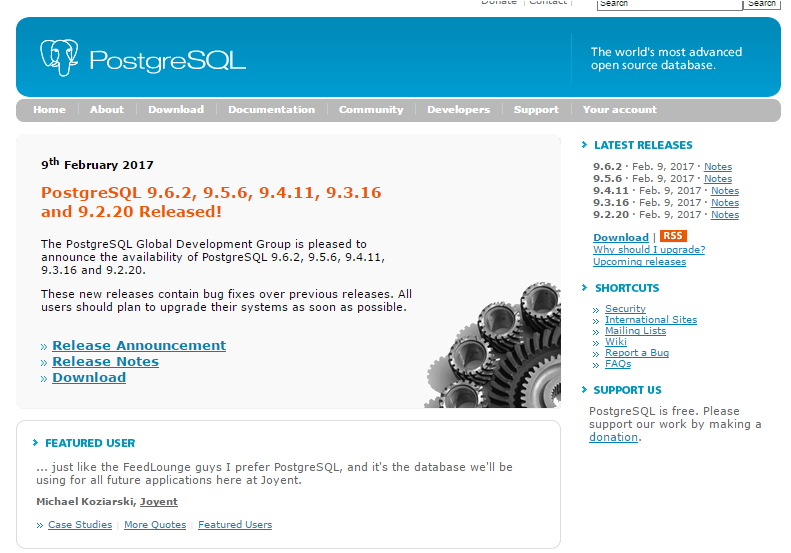 Donate | Contact |
Search
Search
PostgreSQL
The world's most advanced
open source database.
Home
About
Download
Documentation
Community
Developers
Support
Your account
9th February 2017
PostgreSQL 9.6.2, 9.5.6, 9.4.11, 9.3.16
and 9.2.20 Released!
The PostgreSQL Global Development Group is pleased to
announce the availability of PostgreSQL 9.6.2, 9.5.6, 9.4.11,
9.3.16 and 9.2.20.
These new releases contain bug fixes over previous releases. All
users should plan to upgrade their systems as soon as possible.
» Release Announcement
» Release Notes
» Download
FEATURED USER
... just like the FeedLounge guys I prefer PostgreSQL, and it's the database we'll be
using for all future applications here at Joyent.
Michael Koziarski, Joyent
» Case Studies | More Quotes | Featured Users
LATEST RELEASES
9.6.2 · Feb. 9, 2017 · Notes
9.5.6 · Feb. 9, 2017 · Notes
9.4.11 · Feb. 9, 2017 · Notes
9.3.16 · Feb. 9, 2017 · Notes
9.2.20 · Feb. 9, 2017 · Notes
Download | RSS
Why should I upgrade?
Upcoming releases
SHORTCUTS
» Security
» International Sites
» Mailing Lists
» Wiki
» Report a Bug
» FAQs
SUPPORT US
PostgreSQL is free. Please
support our work by making a
donation.